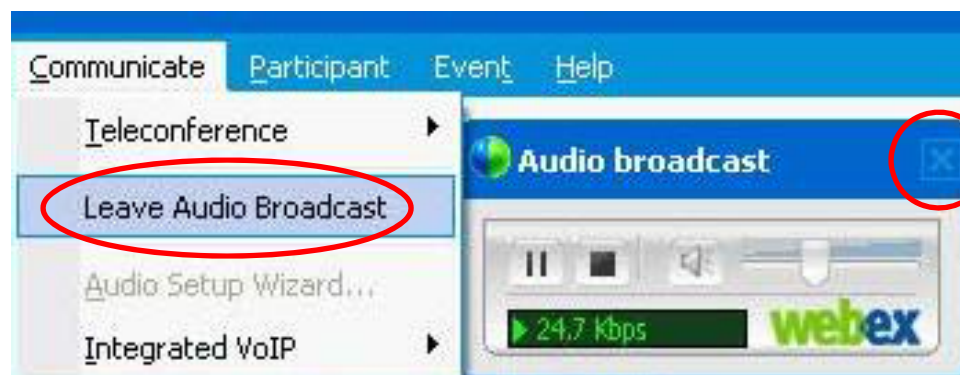 Communicate Participant Event Help
Teleconference
Leave Audio Broadcast
Audio Setup Wizard...
Integrated VoIP
Audio broadcast
24.7 Kbps
webex